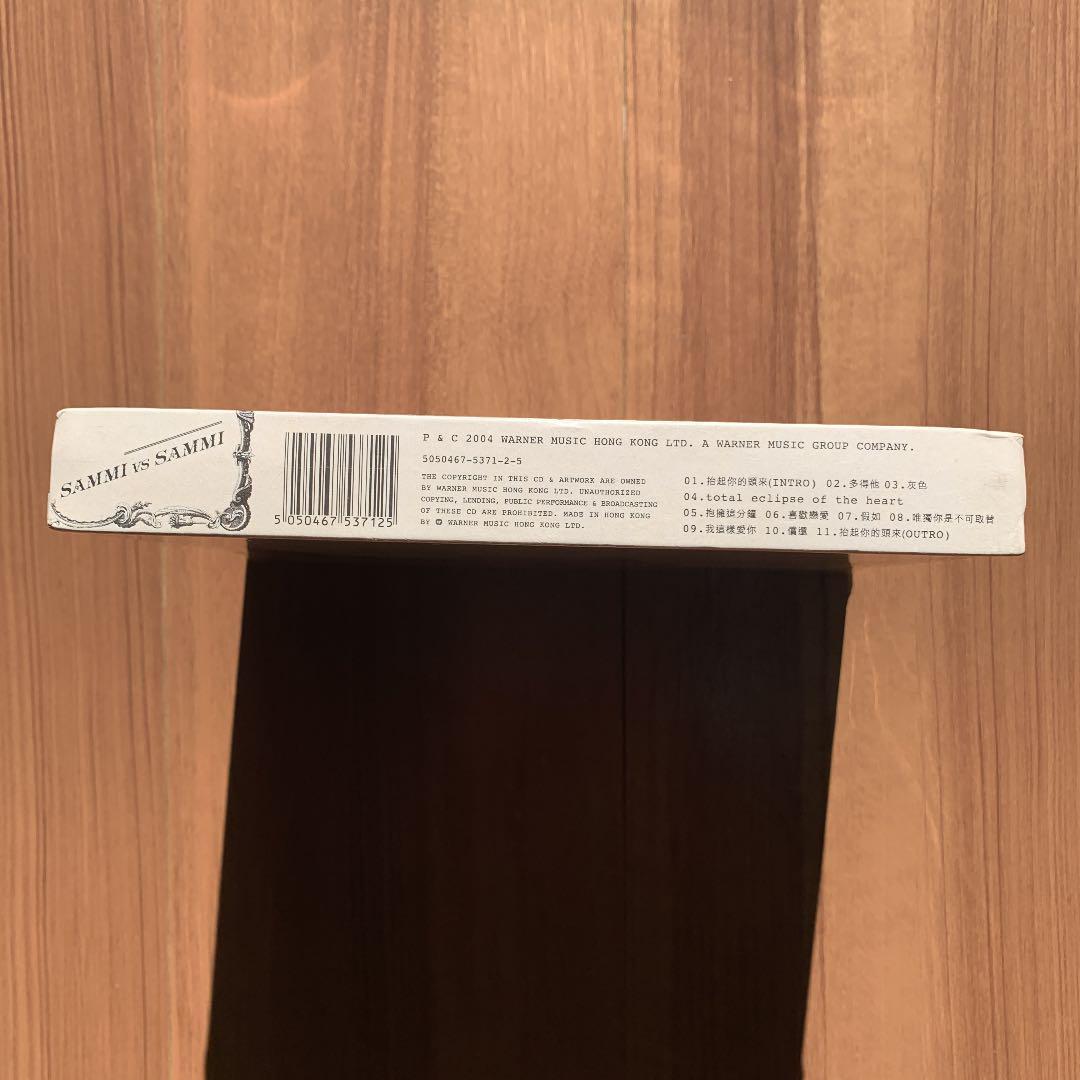 SAMMI VS SAMMI
5 050467 537125
P & C 2004 WARNER MUSIC HONG KONG LTD. A WARNER MUSIC GROUP COMPANY.
5050467-5371-2-5
THE COPYRIGHT IN THIS CD & ARTWORK ARE OWNED
BY WARNER MUSIC HONG KONG LTD. UNAUTHORIZED
COPYING, LENDING, PUBLIC PERFORMANCE & BROADCASTING
OF THESE CD ARE PROHIBITED. MADE IN HONG KONG
BY WARNER MUSIC HONG KONG LTD.
01.抬起你的頭來(INTRO) 02.多得他 03.灰色
04.total eclipse of the heart
05.抱擁這分鐘 06.喜歡戀愛 07.假如 08.唯獨你是不可取替
09.我這樣愛你 10.償還 11.抬起你的頭來(OUTRO)